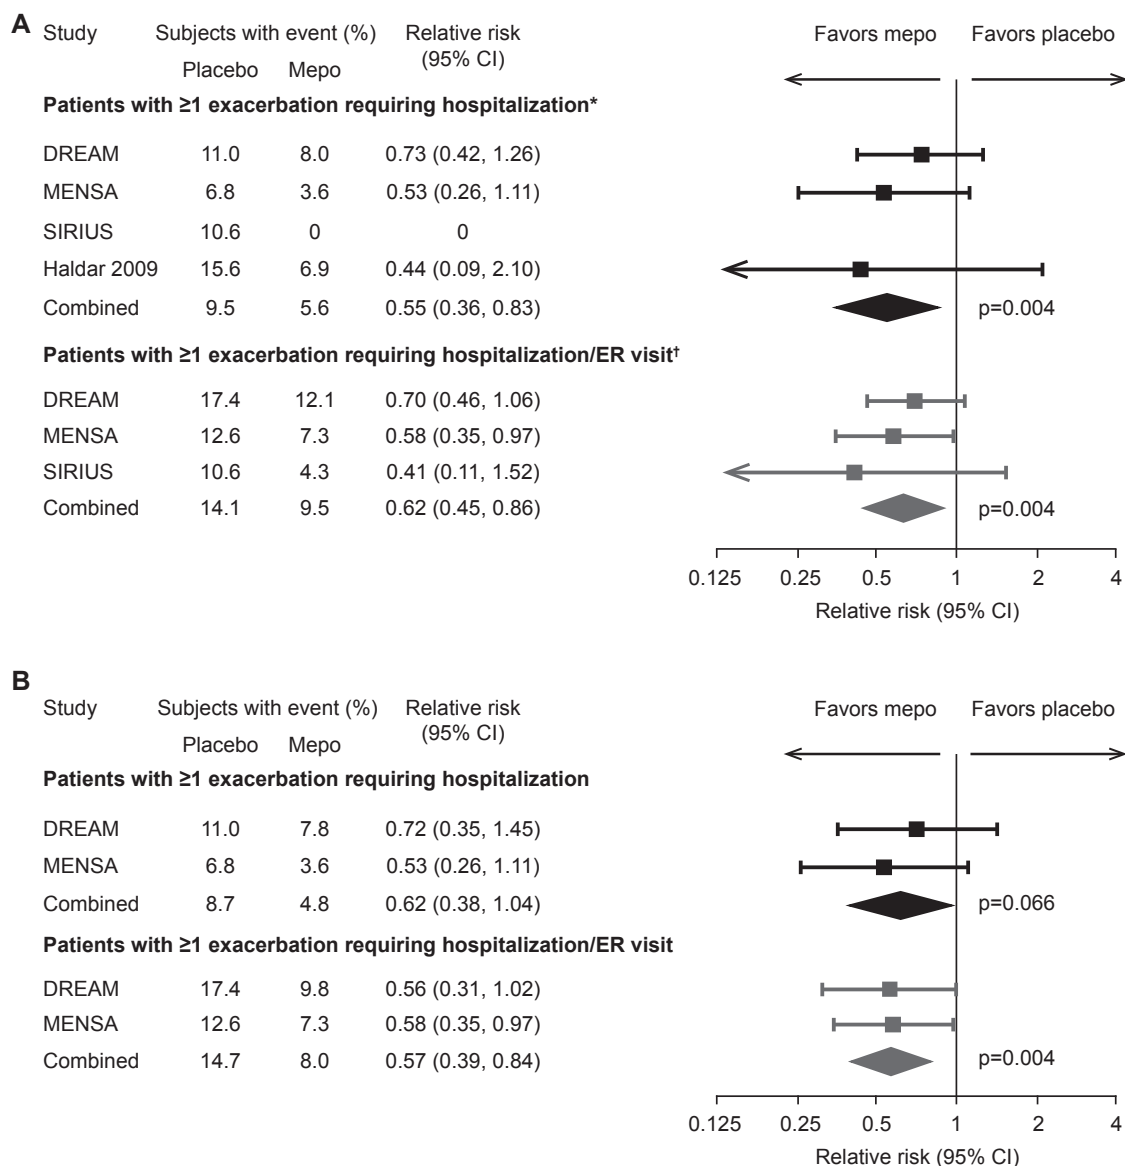 A
Study Subjects with event (%) Relative risk (95% CI) Favors mepo Favors placebo
Placebo Mepo
Patients with ≥1 exacerbation requiring hospitalization*
DREAM 11.0 8.0 0.73 (0.42, 1.26)
MENSA 6.8 3.6 0.53 (0.26, 1.11)
SIRIUS 10.6 0 0
Haldar 2009 15.6 6.9 0.44 (0.09, 2.10)
Combined 9.5 5.6 0.55 (0.36, 0.83) p=0.004
Patients with ≥1 exacerbation requiring hospitalization/ER visit†
DREAM 17.4 12.1 0.70 (0.46, 1.06)
MENSA 12.6 7.3 0.58 (0.35, 0.97)
SIRIUS 10.6 4.3 0.41 (0.11, 1.52)
Combined 14.1 9.5 0.62 (0.45, 0.86) p=0.004
0.125 0.25 0.5 1 2 4
Relative risk (95% CI)
B
Study Subjects with event (%) Relative risk (95% CI) Favors mepo Favors placebo
Placebo Mepo
Patients with ≥1 exacerbation requiring hospitalization
DREAM 11.0 7.8 0.72 (0.35, 1.45)
MENSA 6.8 3.6 0.53 (0.26, 1.11)
Combined 8.7 4.8 0.62 (0.38, 1.04) p=0.066
Patients with ≥1 exacerbation requiring hospitalization/ER visit
DREAM 17.4 9.8 0.56 (0.31, 1.02)
MENSA 12.6 7.3 0.58 (0.35, 0.97)
Combined 14.7 8.0 0.57 (0.39, 0.84) p=0.004
0.125 0.25 0.5 1 2 4
Relative risk (95% CI)